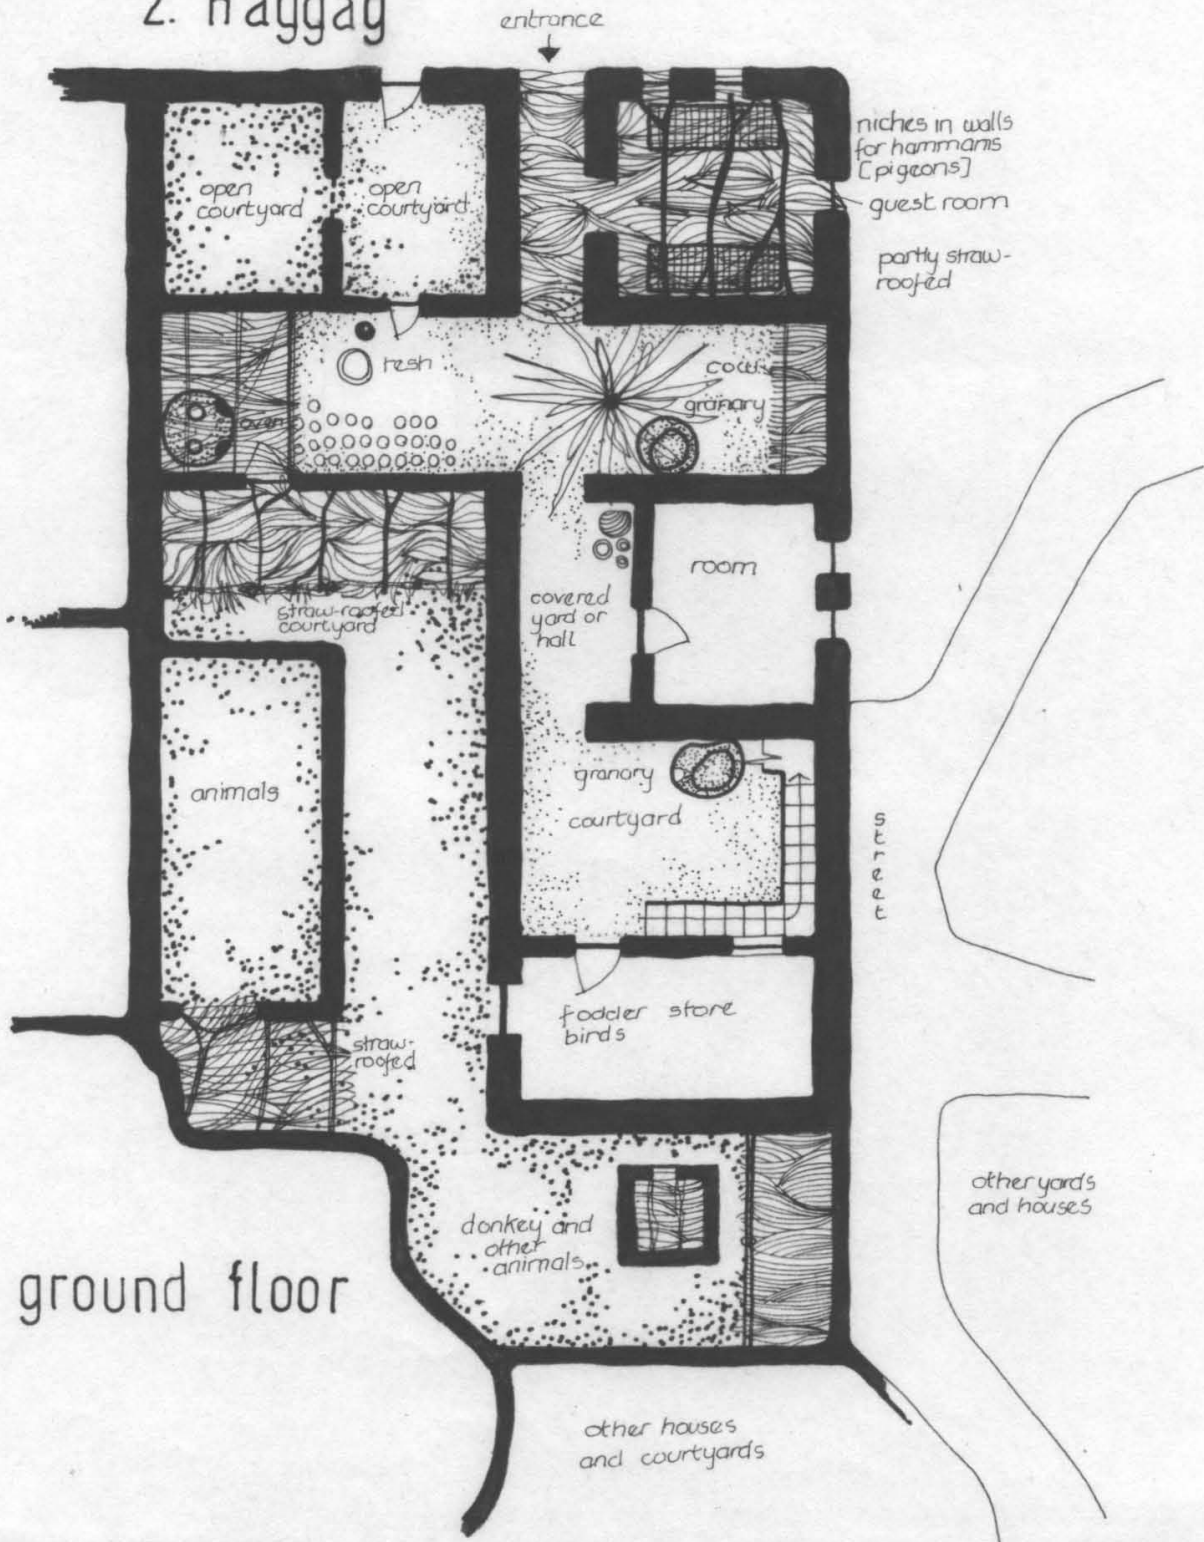 2. Haggag
entrance
niches in walls
for hammams
[pigeons]
guest room
partly straw-
roofed
open
courtyard
open
courtyard
resh
oven
cow
granary
straw-roofed
courtyard
covered
yard or
hall
room
animals
granary
courtyard
street
fodder store
birds
straw-
roofed
donkey and
other
animals
other yards
and houses
ground floor
other houses
and courtyards